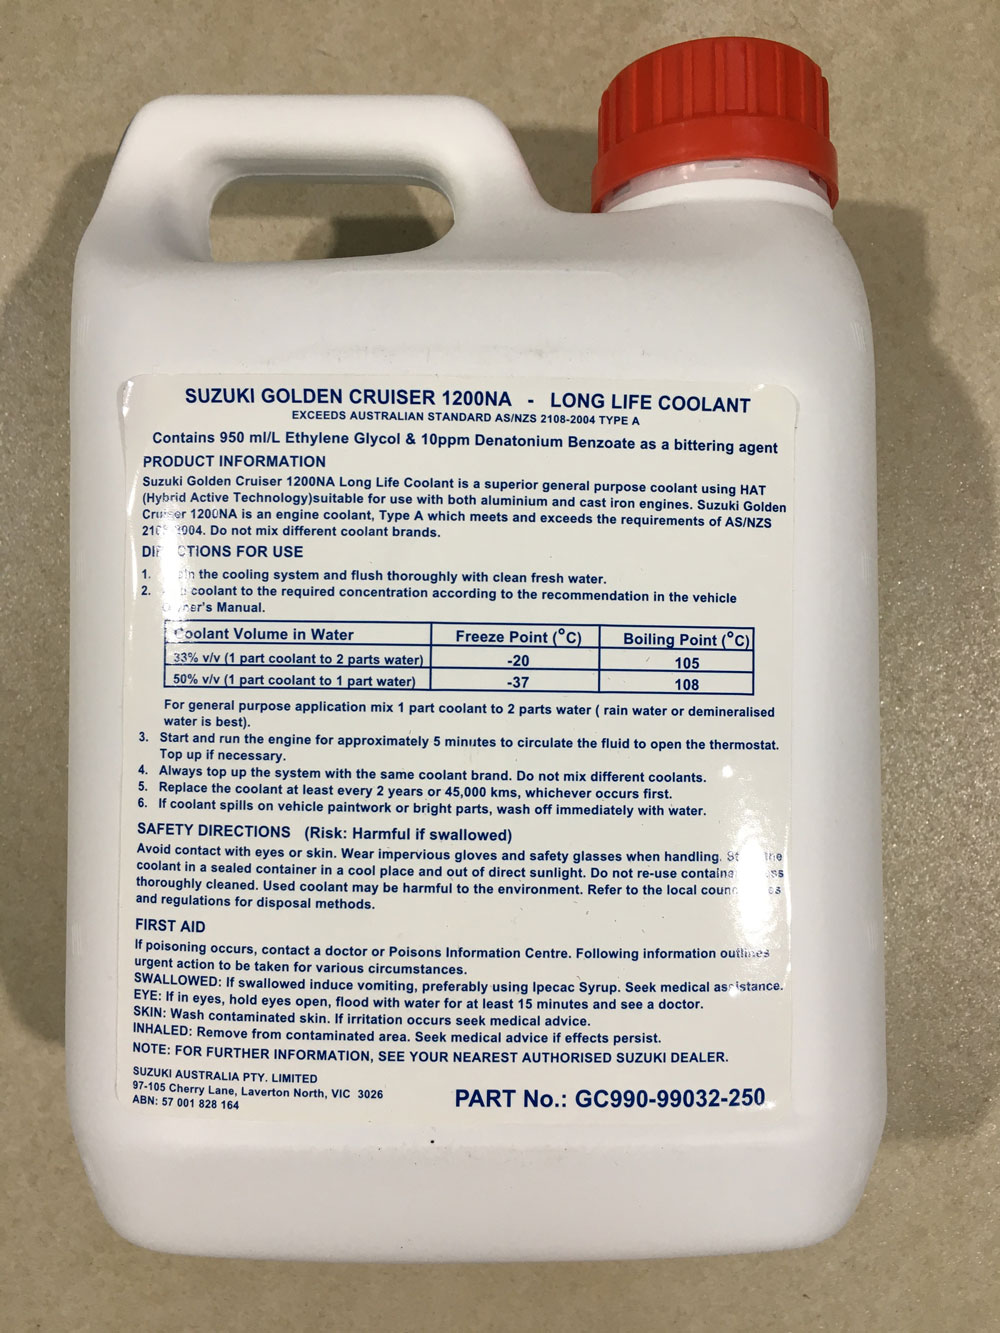 SUZUKI GOLDEN CRUISER 1200NA - LONG LIFE COOLANT
EXCEEDS AUSTRALIAN STANDARD AS/NZS 2108-2004 TYPE A
Contains 950 ml/L Ethylene Glycol & 10ppm Denatonium Benzoate as a bittering agent
PRODUCT INFORMATION
Suzuki Golden Cruiser 1200NA Long Life Coolant is a superior general purpose coolant using HAT
(Hybrid Active Technology)suitable for use with both aluminium and cast iron engines. Suzuki Golden
Cruiser 1200NA is an engine coolant, Type A which meets and exceeds the requirements of AS/NZS
2108-2004. Do not mix different coolant brands.
DIRECTIONS FOR USE
1. the cooling system and flush thoroughly with clean fresh water.
2. coolant to the required concentration according to the recommendation in the vehicle
Owner's Manual.
Coolant Volume in Water Freeze Point (°C) Boiling Point (°C)
33% v/v (1 part coolant to 2 parts water) -20 105
50% v/v (1 part coolant to 1 part water) -37 108
For general purpose application mix 1 part coolant to 2 parts water ( rain water or demineralised
water is best).
3. Start and run the engine for approximately 5 minutes to circulate the fluid to open the thermostat.
Top up if necessary.
4. Always top up the system with the same coolant brand. Do not mix different coolants.
5. Replace the coolant at least every 2 years or 45,000 kms, whichever occurs first.
6. If coolant spills on vehicle paintwork or bright parts, wash off immediately with water.
SAFETY DIRECTIONS (Risk: Harmful if swallowed)
Avoid contact with eyes or skin. Wear impervious gloves and safety glasses when handling. the
coolant in a sealed container in a cool place and out of direct sunlight. Do not re-use
thoroughly cleaned. Used coolant may be harmful to the environment. Refer to the local
and regulations for disposal methods.
FIRST AID
If poisoning occurs, contact a doctor or Poisons Information Centre. Following information outlines
urgent action to be taken for various circumstances.
SWALLOWED: If swallowed induce vomiting, preferably using Ipecac Syrup. Seek medical assistance.
EYE: If in eyes, hold eyes open, flood with water for at least 15 minutes and see a doctor.
SKIN: Wash contaminated skin. If irritation occurs seek medical advice.
INHALED: Remove from contaminated area. Seek medical advice if effects persist.
NOTE: FOR FURTHER INFORMATION, SEE YOUR NEAREST AUTHORISED SUZUKI DEALER.
SUZUKI AUSTRALIA PTY. LIMITED
97-105 Cherry Lane, Laverton North, VIC 3026
ABN: 57 001 828 164
PART No.: GC990-99032-250